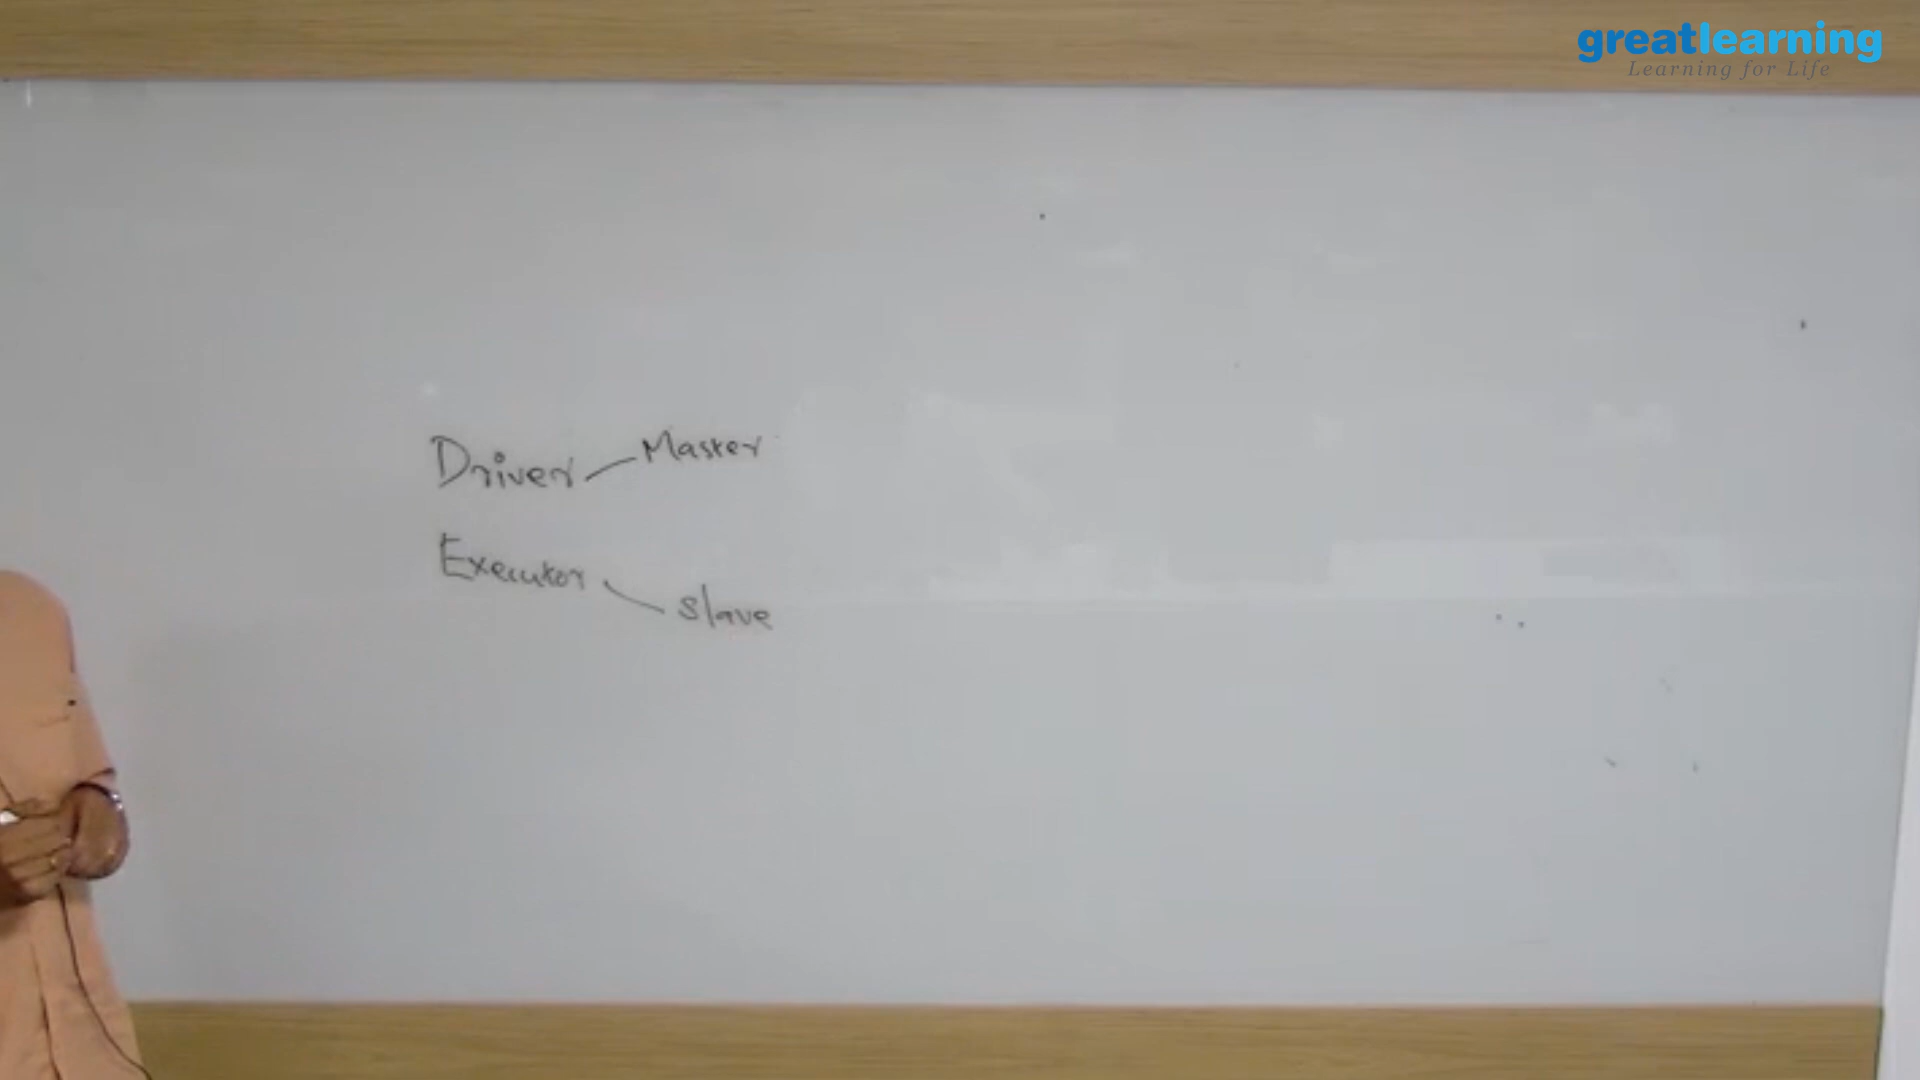 greatlearning
Learning for Life
Driver — Master
Executor — Slave